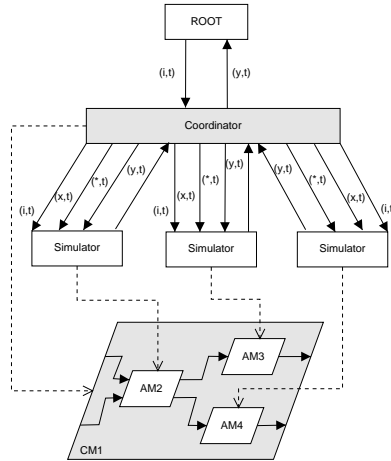 ROOT
(i,t)
(y,t)
Coordinator
(i,t)
(x,t)
(*,t)
(y,t)
(i,t)
(x,t)
(*,t)
(y,t)
(y,t)
(*,t)
(x,t)
(i,t)
Simulator
Simulator
Simulator
AM2
AM3
AM4
CM1